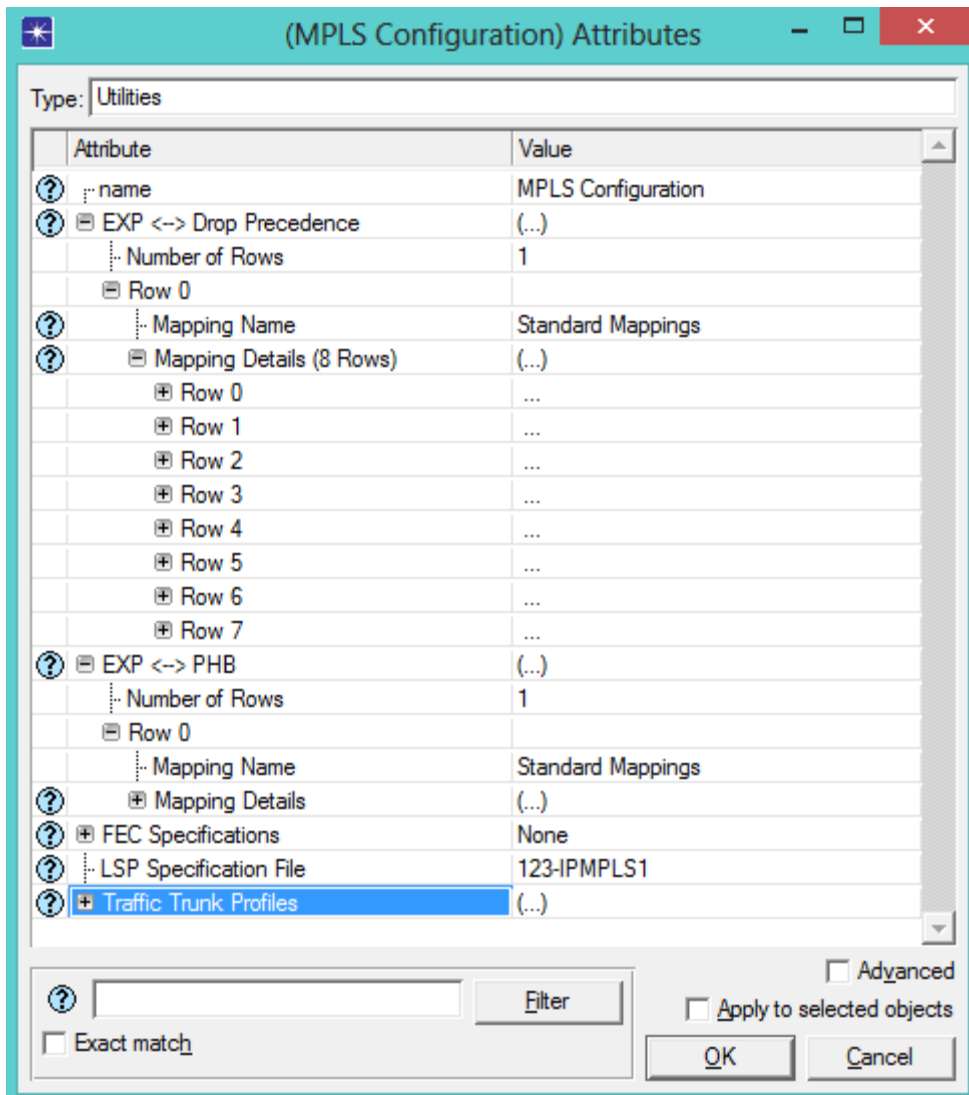 (MPLS Configuration) Attributes
Type: Utilities
Attribute Value
name MPLS Configuration
EXP <--> Drop Precedence (...)
Number of Rows 1
Row 0
Mapping Name Standard Mappings
Mapping Details (8 Rows) (...)
Row 0 ...
Row 1 ...
Row 2 ...
Row 3 ...
Row 4 ...
Row 5 ...
Row 6 ...
Row 7 ...
EXP <--> PHB (...)
Number of Rows 1
Row 0
Mapping Name Standard Mappings
Mapping Details (...)
FEC Specifications None
LSP Specification File 123-IPMPLS1
Traffic Trunk Profiles (...)
Advanced
Filter
Apply to selected objects
Exact match
OK Cancel